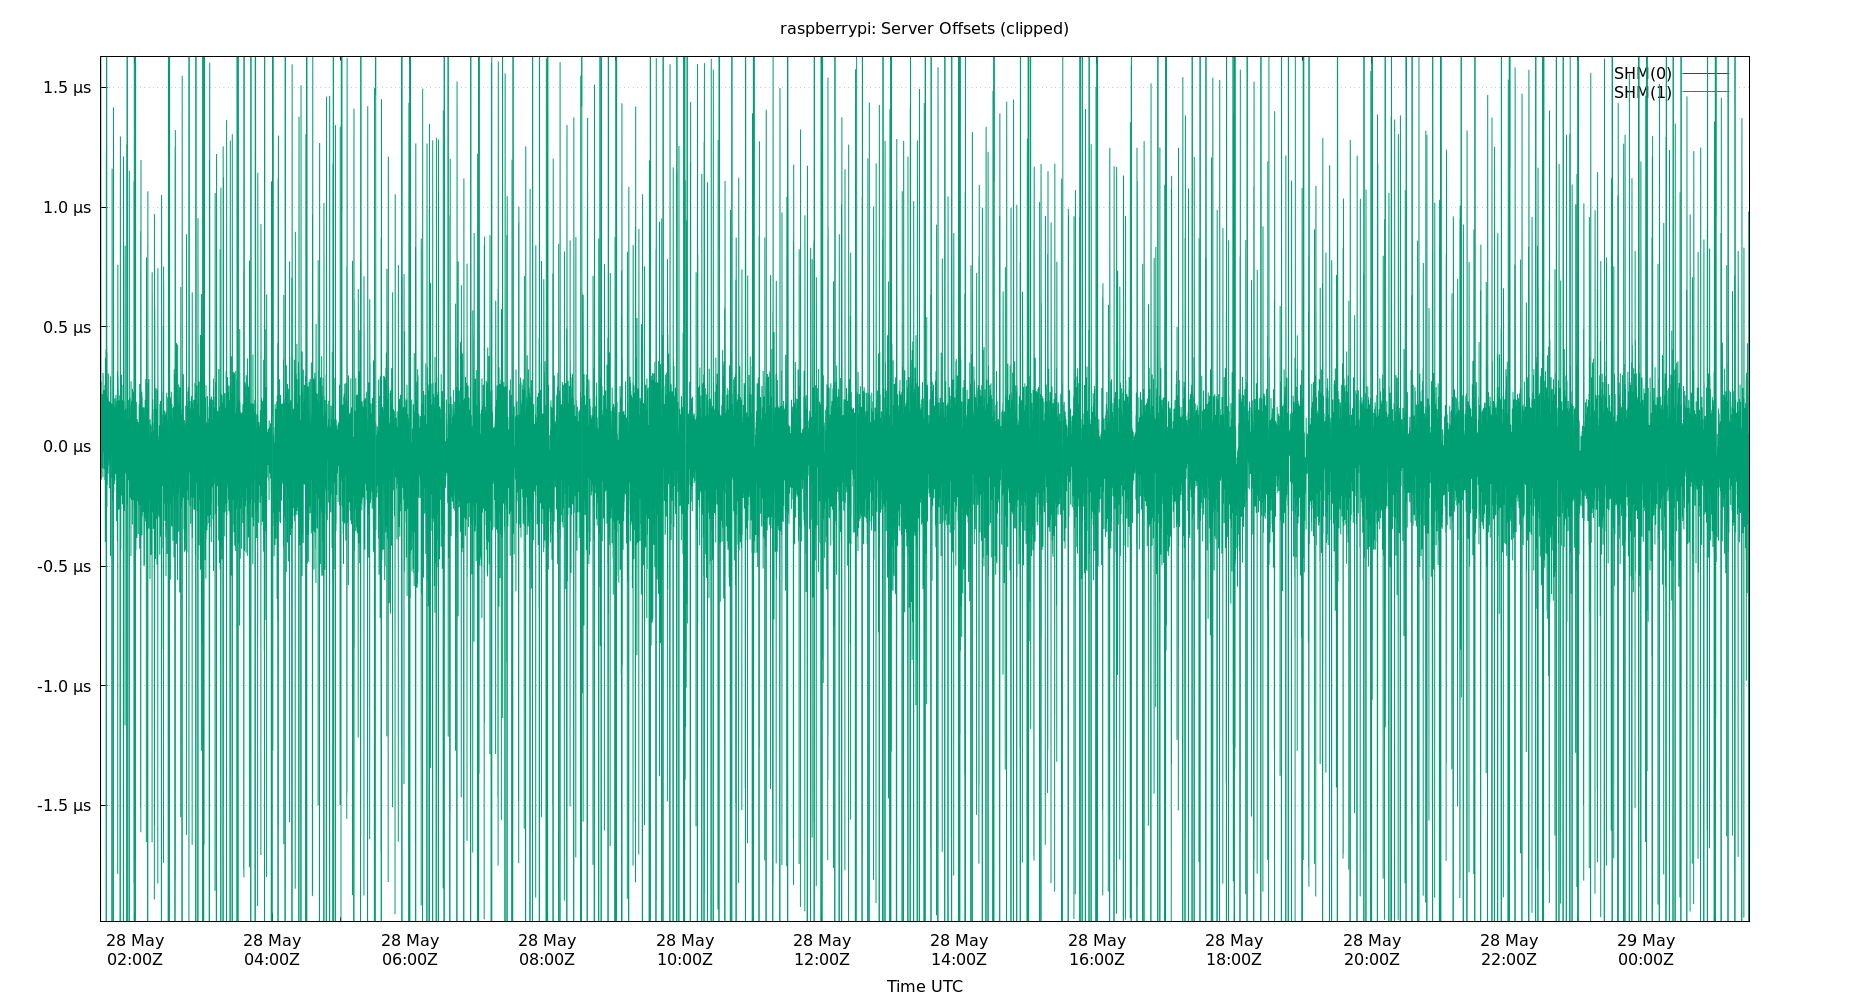 raspberrypi: Server Offsets (clipped)
SHM(0)
SHM(1)
1.5 µs
1.0 µs
0.5 µs
0.0 µs
-0.5 µs
-1.0 µs
-1.5 µs
28 May 28 May 28 May 28 May 28 May 28 May 28 May 28 May 28 May 28 May 28 May 29 May
02:00Z 04:00Z 06:00Z 08:00Z 10:00Z 12:00Z 14:00Z 16:00Z 18:00Z 20:00Z 22:00Z 00:00Z
Time UTC